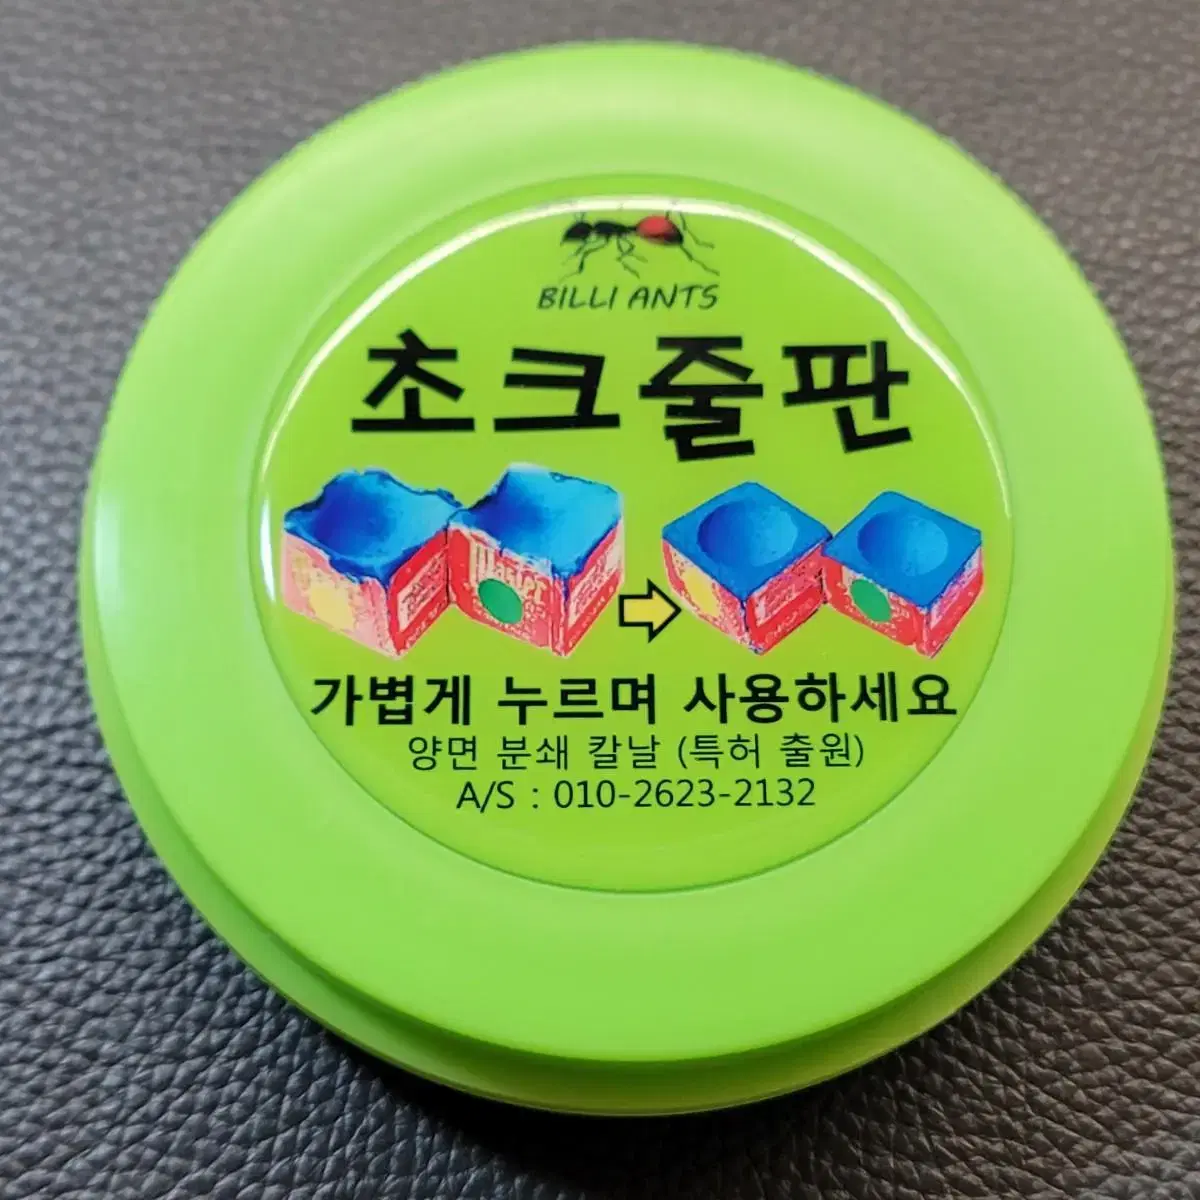 BILLI ANTS
초크줄판
Master
가볍게 누르며 사용하세요
양면 분쇄 칼날 (특허 출원)
A/S : 010-2623-2132